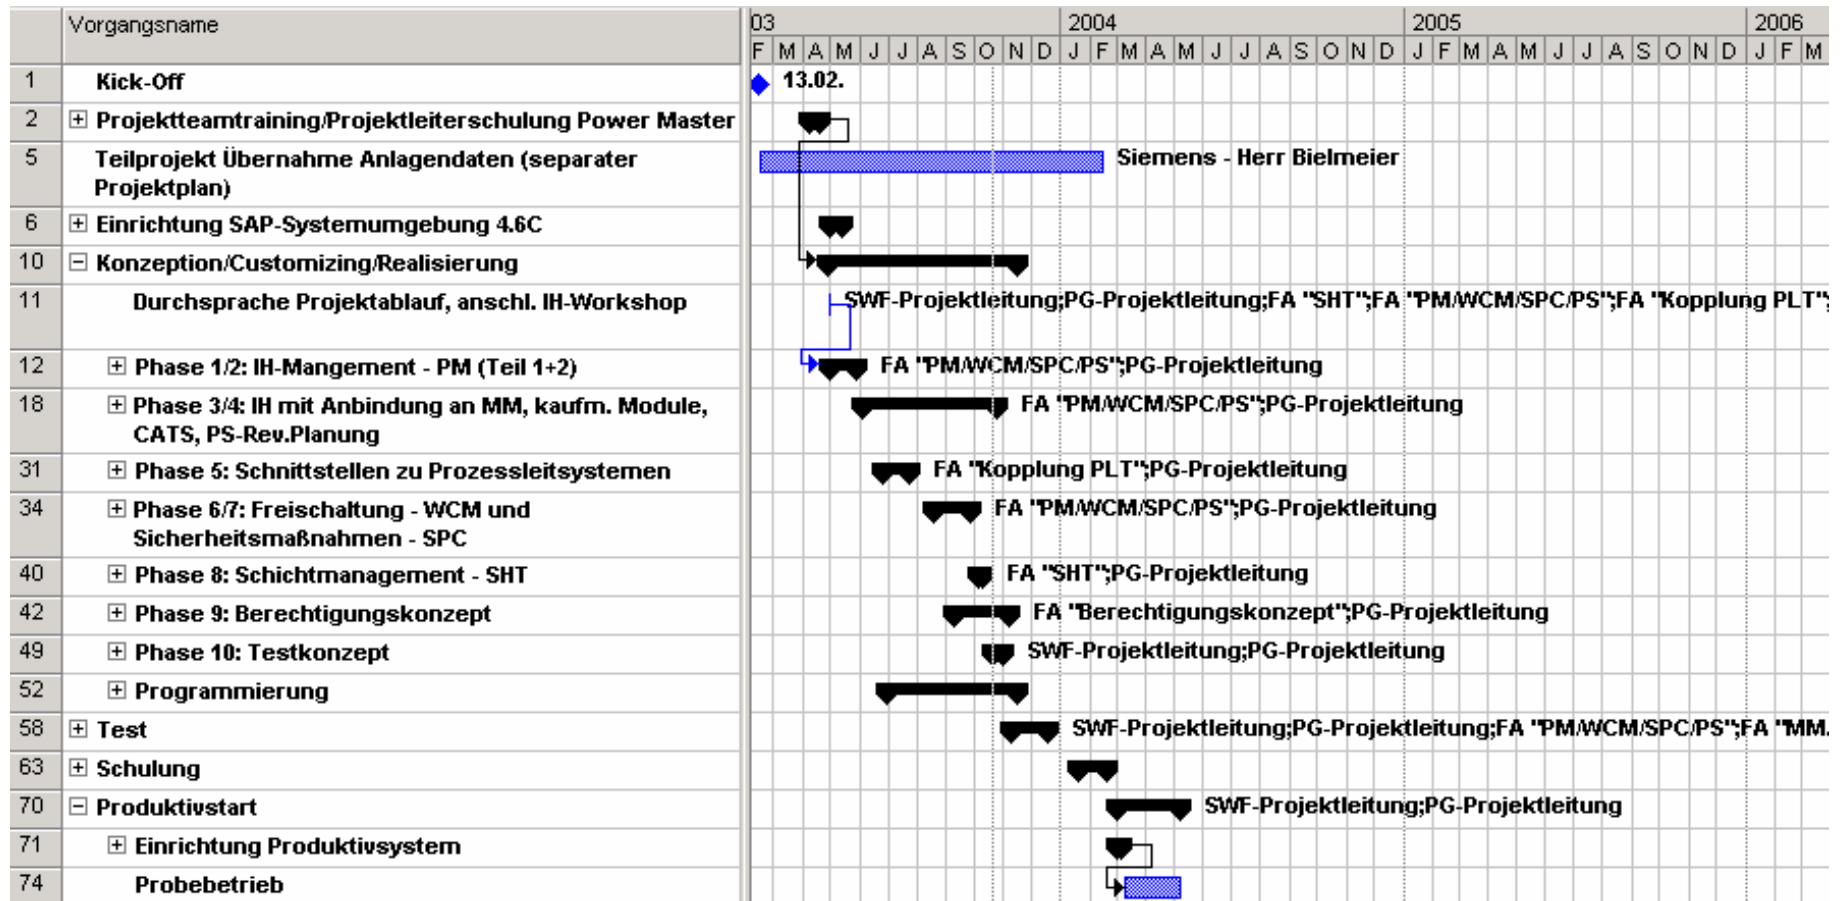 Vorgangsname
03 2004 2005 2006
F M A M J J A S O N D J F M A M J J A S O N D J F M A M J J A S O N D J F M
1 Kick-Off 13.02.
2 Projektteamtraining/Projektleiterschulung Power Master
5 Teilprojekt Übernahme Anlagendaten (separater Siemens - Herr Bielmeier
Projektplan)
6 Einrichtung SAP-Systemumgebung 4.6C
10 Konzeption/Customizing/Realisierung
11 Durchsprache Projektablauf, anschl. IH-Workshop SWF-Projektleitung;PG-Projektleitung;FA "SHT";FA "PM/WCM/SPC/PS";FA "Kopplung PLT";
12 Phase 1/2: IH-Mangement - PM (Teil 1+2) FA "PM/WCM/SPC/PS";PG-Projektleitung
18 Phase 3/4: IH mit Anbindung an MM, kaufm. Module, FA "PM/WCM/SPC/PS";PG-Projektleitung
CATS, PS-Rev.Planung
31 Phase 5: Schnittstellen zu Prozessleitsystemen FA "Kopplung PLT";PG-Projektleitung
34 Phase 6/7: Freischaltung - WCM und FA "PM/WCM/SPC/PS";PG-Projektleitung
Sicherheitsmaßnahmen - SPC
40 Phase 8: Schichtmanagement - SHT FA "SHT";PG-Projektleitung
42 Phase 9: Berechtigungskonzept FA "Berechtigungskonzept";PG-Projektleitung
49 Phase 10: Testkonzept SWF-Projektleitung;PG-Projektleitung
52 Programmierung
58 Test SWF-Projektleitung;PG-Projektleitung;FA "PM/WCM/SPC/PS";FA "MM.
63 Schulung
70 Produktivstart SWF-Projektleitung;PG-Projektleitung
71 Einrichtung Produktivsystem
74 Probebetrieb